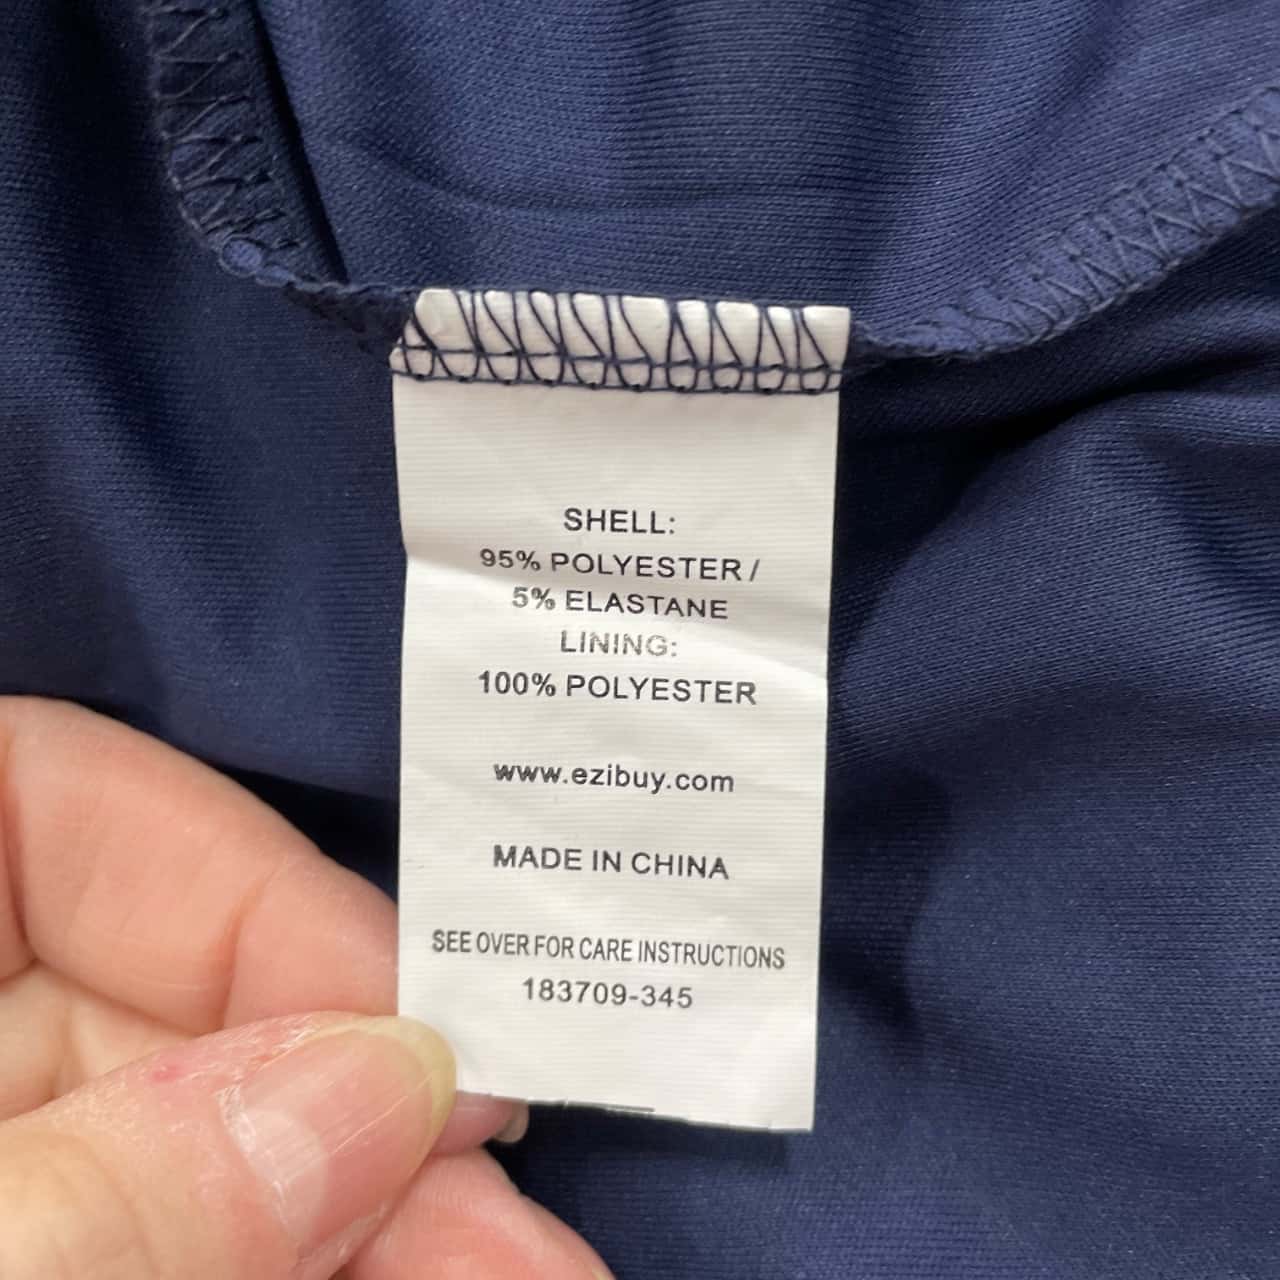 SHELL:
95% POLYESTER /
5% ELASTANE
LINING:
100% POLYESTER
www.ezibuy.com
MADE IN CHINA
SEE OVER FOR CARE INSTRUCTIONS
183709-345